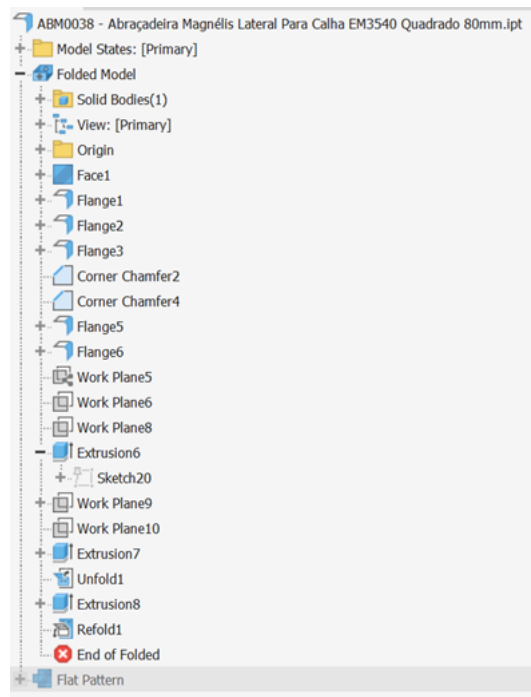 ABM0038 - Abraçadeira Magnélis Lateral Para Calha EM3540 Quadrado 80mm.ipt
Model States: [Primary]
Folded Model
Solid Bodies(1)
View: [Primary]
Origin
Face1
Flange1
Flange2
Flange3
Corner Chamfer2
Corner Chamfer4
Flange5
Flange6
Work Plane5
Work Plane6
Work Plane8
Extrusion6
Sketch20
Work Plane9
Work Plane10
Extrusion7
Unfold1
Extrusion8
Refold1
End of Folded
Flat Pattern